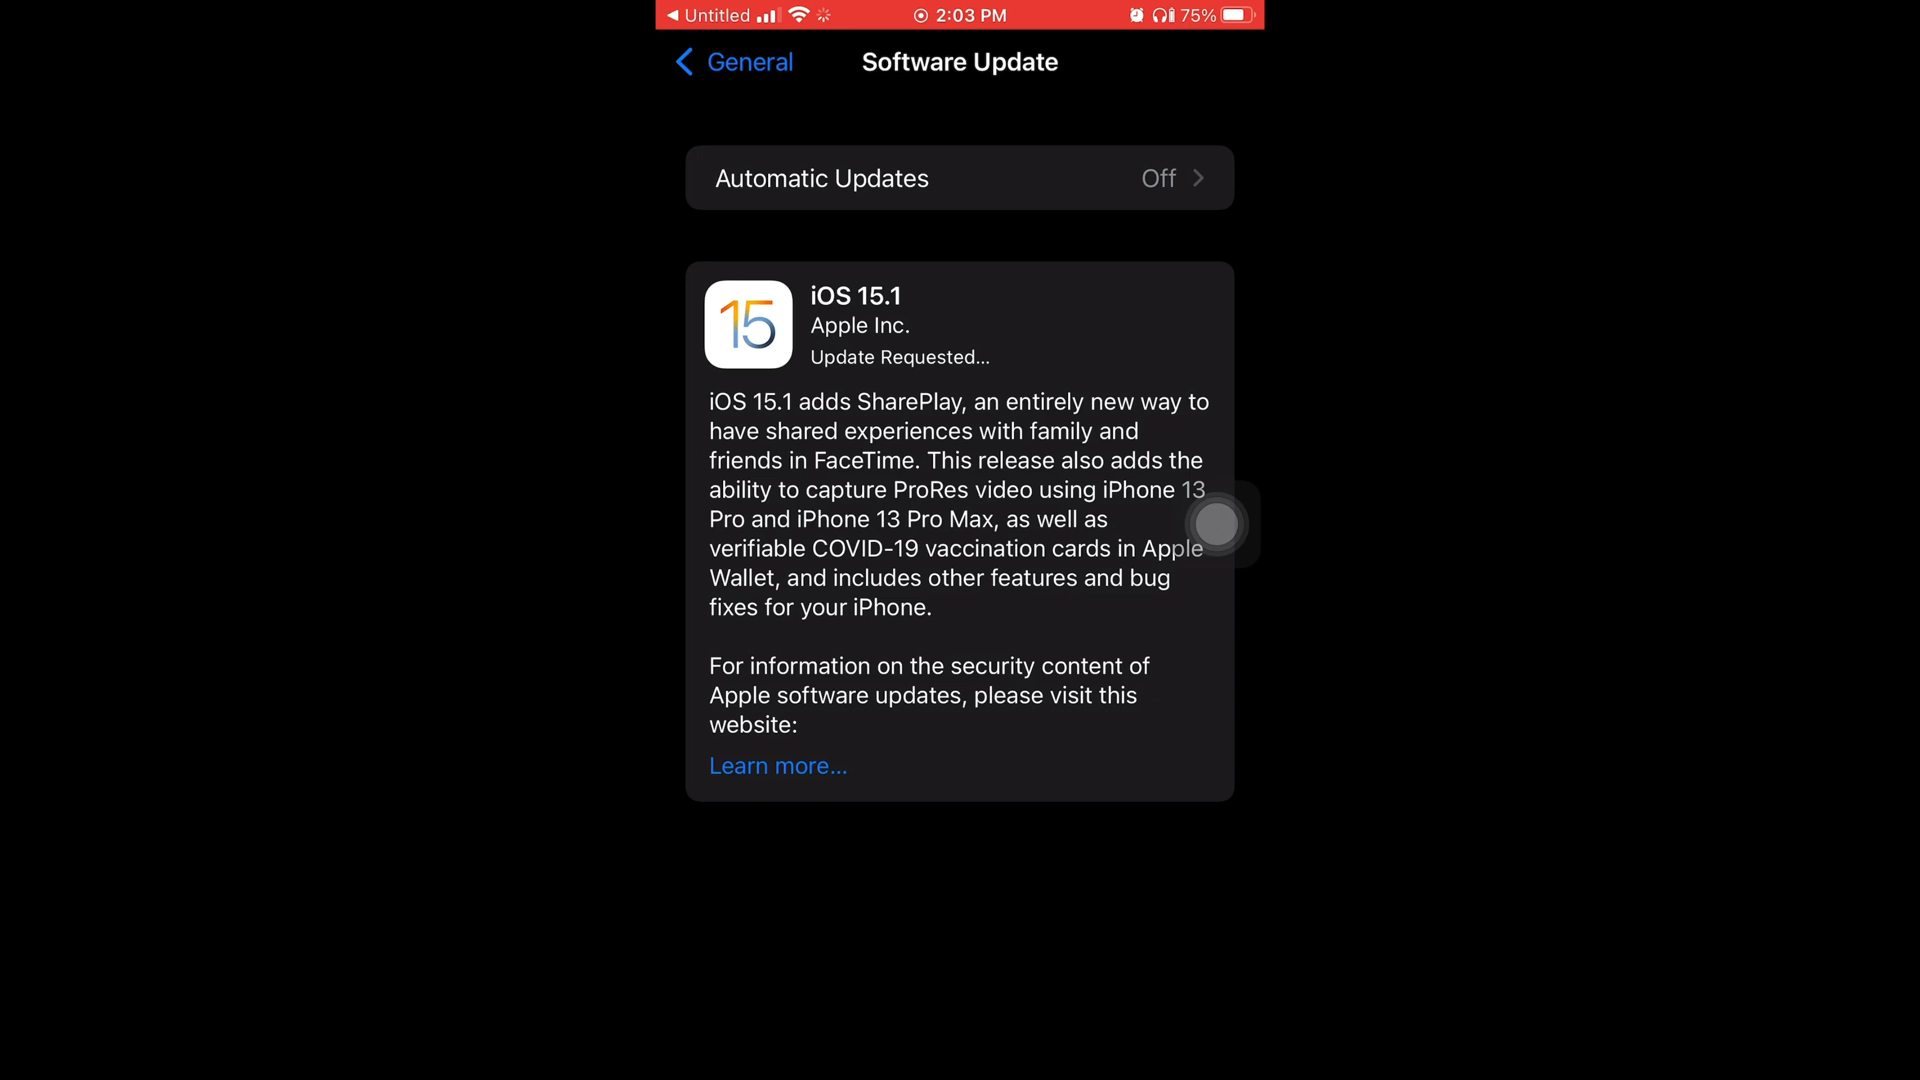 ◀ Untitled 2:03 PM 75%
General Software Update
Automatic Updates Off
15
iOS 15.1
Apple Inc.
Update Requested...
iOS 15.1 adds SharePlay, an entirely new way to
have shared experiences with family and
friends in FaceTime. This release also adds the
ability to capture ProRes video using iPhone 13
Pro and iPhone 13 Pro Max, as well as
verifiable COVID-19 vaccination cards in Apple
Wallet, and includes other features and bug
fixes for your iPhone.
For information on the security content of
Apple software updates, please visit this
website:
Learn more...